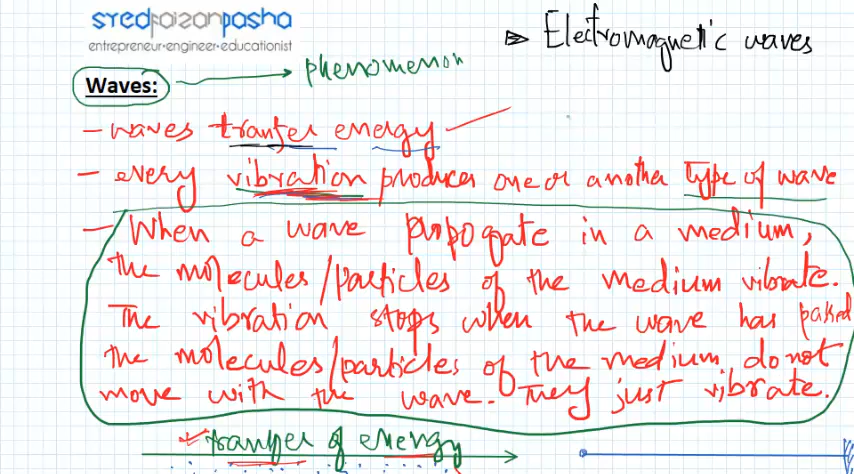 syedfaizanpasha
entrepreneur·engineer·educationist
➢ Electromagnetic waves
Waves: → phenomenon
- waves tranfer energy ✓
- every vibration produces one or another Type of wave
- When a wave propogate in a medium,
the molecules/particles of the medium vibrate.
The vibration stops when the wave has passed
the molecules/particles of the medium do not
move with the wave. They just vibrate.
transfer of energy